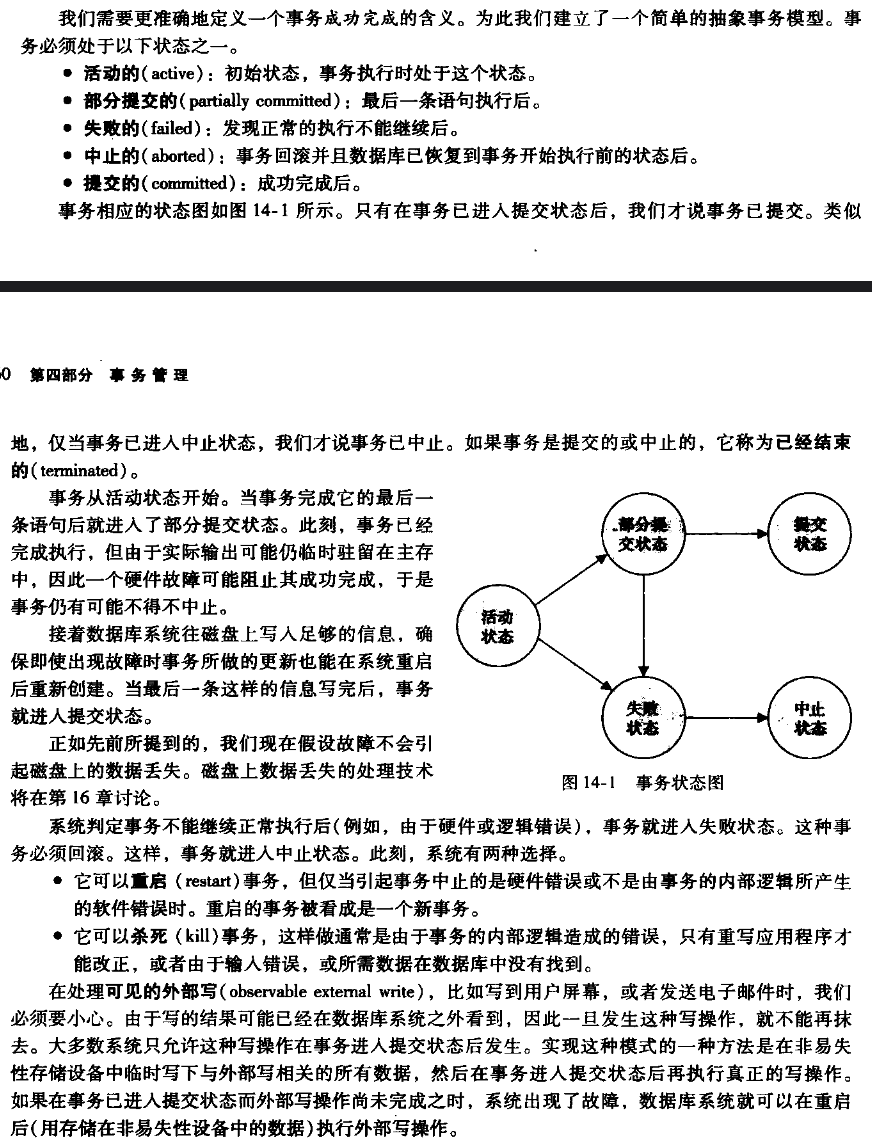 我们需要更准确地定义一个事务成功完成的含义。为此我们建立了一个简单的抽象事务模型。事
务必须处于以下状态之一。
● 活动的(active)：初始状态，事务执行时处于这个状态。
● 部分提交的(partially committed)：最后一条语句执行后。
● 失败的(failed)：发现正常的执行不能继续后。
● 中止的(aborted)：事务回滚并且数据库已恢复到事务开始执行前的状态后。
● 提交的(committed)：成功完成后。
事务相应的状态图如图 14-1 所示。只有在事务已进入提交状态后，我们才说事务已提交。类似
0 第四部分 事务管理
地，仅当事务已进入中止状态，我们才说事务已中止。如果事务是提交的或中止的，它称为已经结束
的(terminated)。
事务从活动状态开始。当事务完成它的最后一
条语句后就进入了部分提交状态。此刻，事务已经
完成执行，但由于实际输出可能仍临时驻留在主存
中，因此一个硬件故障可能阻止其成功完成，于是
事务仍有可能不得不中止。
接着数据库系统往磁盘上写入足够的信息，确
保即使出现故障时事务所做的更新也能在系统重启
后重新创建。当最后一条这样的信息写完后，事务
就进入提交状态。
正如先前所提到的，我们现在假设故障不会引
起磁盘上的数据丢失。磁盘上数据丢失的处理技术
将在第 16 章讨论。
部分提
交状态
提交
状态
活动
状态
失败
状态
中止
状态
图 14-1 事务状态图
系统判定事务不能继续正常执行后(例如，由于硬件或逻辑错误)，事务就进入失败状态。这种事
务必须回滚。这样，事务就进入中止状态。此刻，系统有两种选择。
● 它可以重启 (restart)事务，但仅当引起事务中止的是硬件错误或不是由事务的内部逻辑所产生
的软件错误时。重启的事务被看成是一个新事务。
● 它可以杀死 (kill)事务，这样做通常是由于事务的内部逻辑造成的错误，只有重写应用程序才
能改正，或者由于输入错误，或所需数据在数据库中没有找到。
在处理可见的外部写(observable external write)，比如写到用户屏幕，或者发送电子邮件时，我们
必须要小心。由于写的结果可能已经在数据库系统之外看到，因此一旦发生这种写操作，就不能再抹
去。大多数系统只允许这种写操作在事务进入提交状态后发生。实现这种模式的一种方法是在非易失
性存储设备中临时写下与外部写相关的所有数据，然后在事务进入提交状态后再执行真正的写操作。
如果在事务已进入提交状态而外部写操作尚未完成之时，系统出现了故障，数据库系统就可以在重启
后(用存储在非易失性设备中的数据)执行外部写操作。